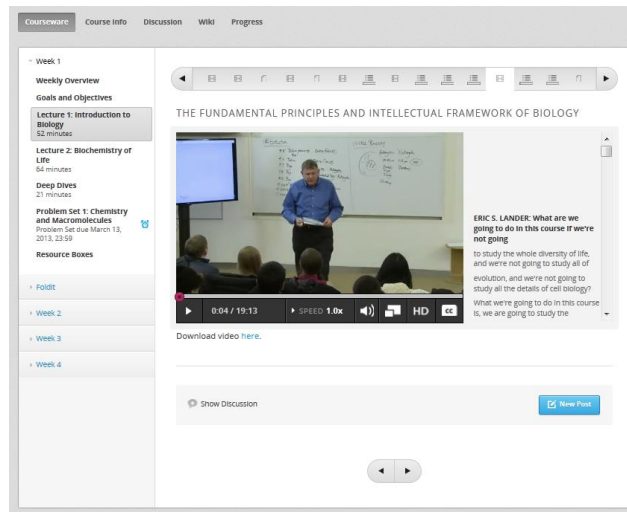 Courseware Course Info Discussion Wiki Progress
Week 1
Weekly Overview
Goals and Objectives
Lecture 1: Introduction to
Biology
52 minutes
Lecture 2: Biochemistry of
Life
64 minutes
Deep Dives
21 minutes
Problem Set 1: Chemistry
and Macromolecules
Problem Set due March 13,
2013, 23:59
Resource Boxes
Foldit
Week 2
Week 3
Week 4
THE FUNDAMENTAL PRINCIPLES AND INTELLECTUAL FRAMEWORK OF BIOLOGY
ERIC S. LANDER: What are we
going to do in this course if we're
not going
to study the whole diversity of life,
and we're not going to study all of
evolution, and we're not going to
study all the details of cell biology?
What we're going to do in this course
is, we are going to study the
0:04 / 19:13 SPEED 1.0x HD CC
Download video here.
Show Discussion
New Post